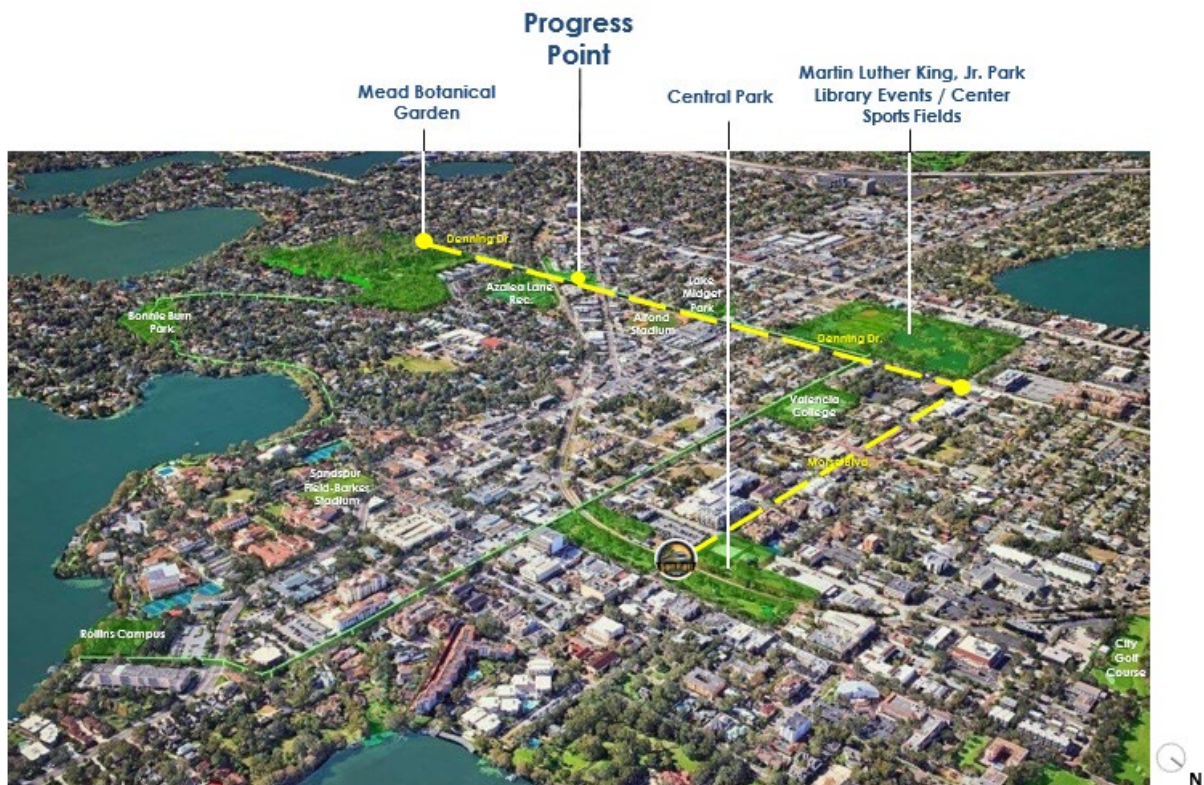 Progress
Point
Mead Botanical
Garden
Central Park
Martin Luther King, Jr. Park
Library Events / Center
Sports Fields
Denning Dr.
Azalea Lane
Rec.
Lake
Midget
Park
Alfond
Stadium
Bonnie Burn
Park
Denning Dr.
Valencia
College
Morse Blvd.
Sandspur
Field-Barker
Stadium
Rollins Campus
City
Golf
Course
N